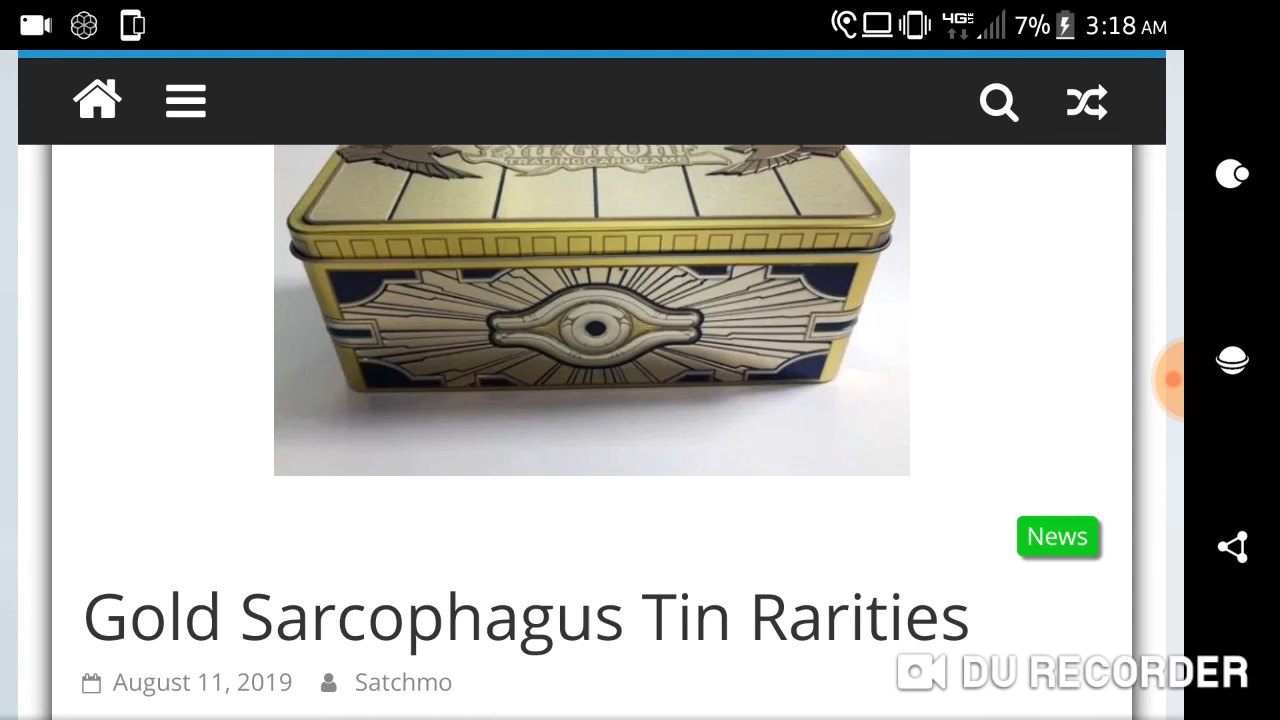 4G 7% 3:18 AM
TRADING CARD GAME
News
Gold Sarcophagus Tin Rarities
August 11, 2019 Satchmo
DU RECORDER